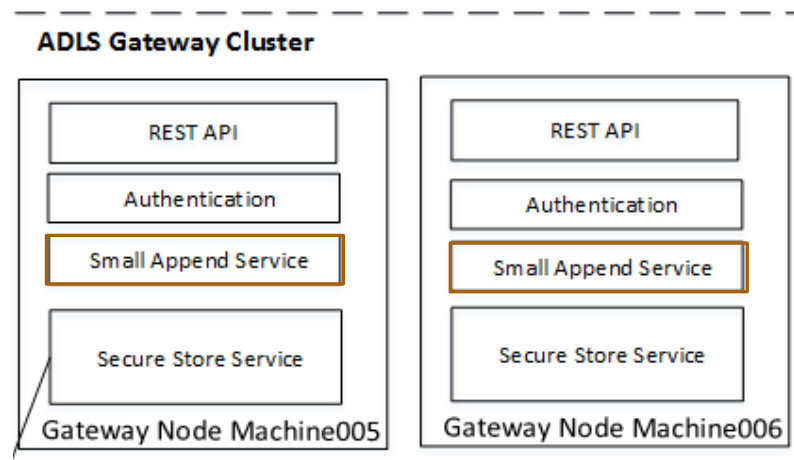 ADLS Gateway Cluster
REST API
Authentication
Small Append Service
Secure Store Service
Gateway Node Machine005
REST API
Authentication
Small Append Service
Secure Store Service
Gateway Node Machine006